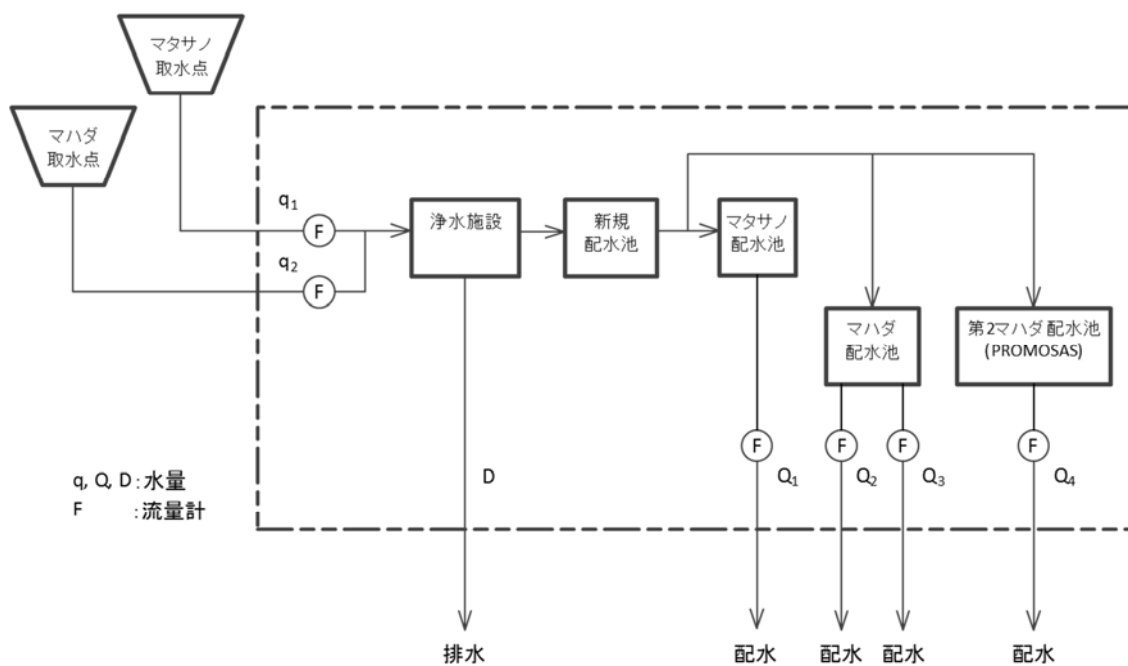 マタサノ
取水点
マハダ
取水点
q₁
F
q₂
F
浄水施設
新規
配水池
マタサノ
配水池
マハダ
配水池
第2マハダ配水池
(PROMOSAS)
F
F
F
F
D
Q₁
Q₂
Q₃
Q₄
q, Q, D : 水量
F : 流量計
排水
配水
配水
配水
配水